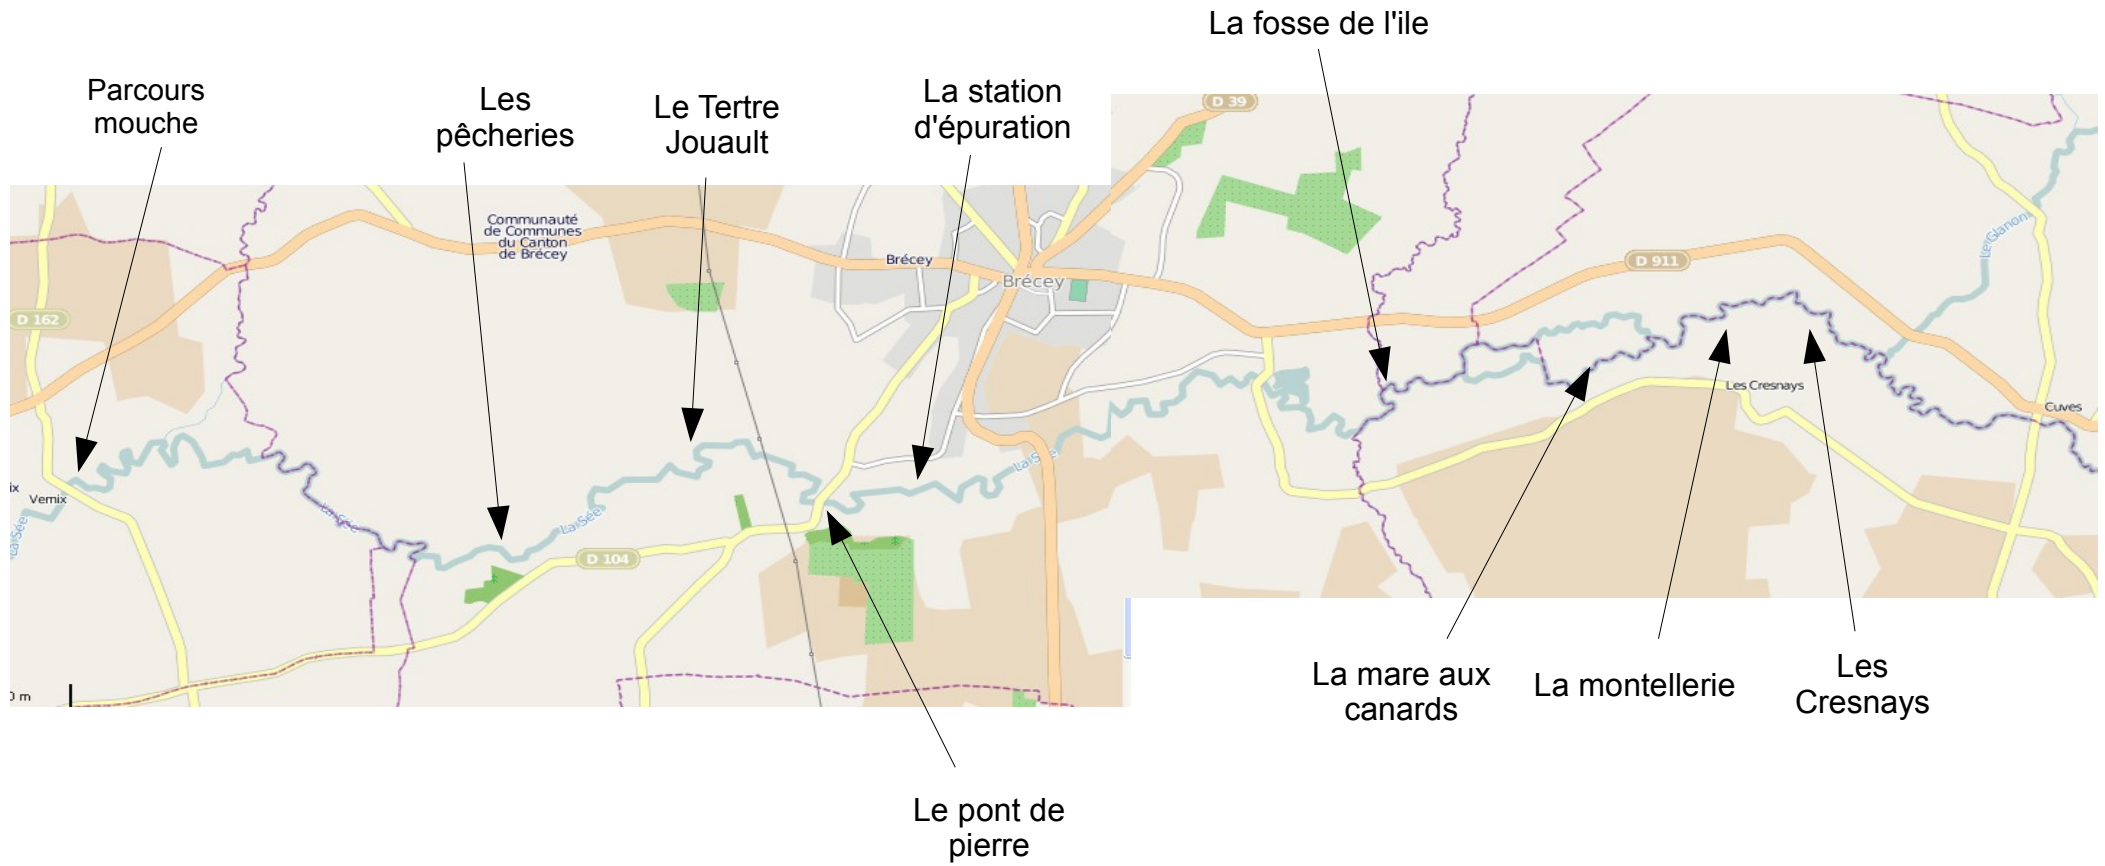 La fosse de l'ile
Parcours
mouche
Les
pêcheries
Le Tertre
Jouault
La station
d'épuration
D 39
Communauté
de Communes
du Canton
de Brécey
Brécey
Brécey
D 911
Le Glanon
D 162
Les Cresnays
Cuves
ix
Vernix
La Sée
La Sée
La Sée
La Sée
D 104
0 m
La mare aux
canards
La montellerie
Les
Cresnays
Le pont de
pierre